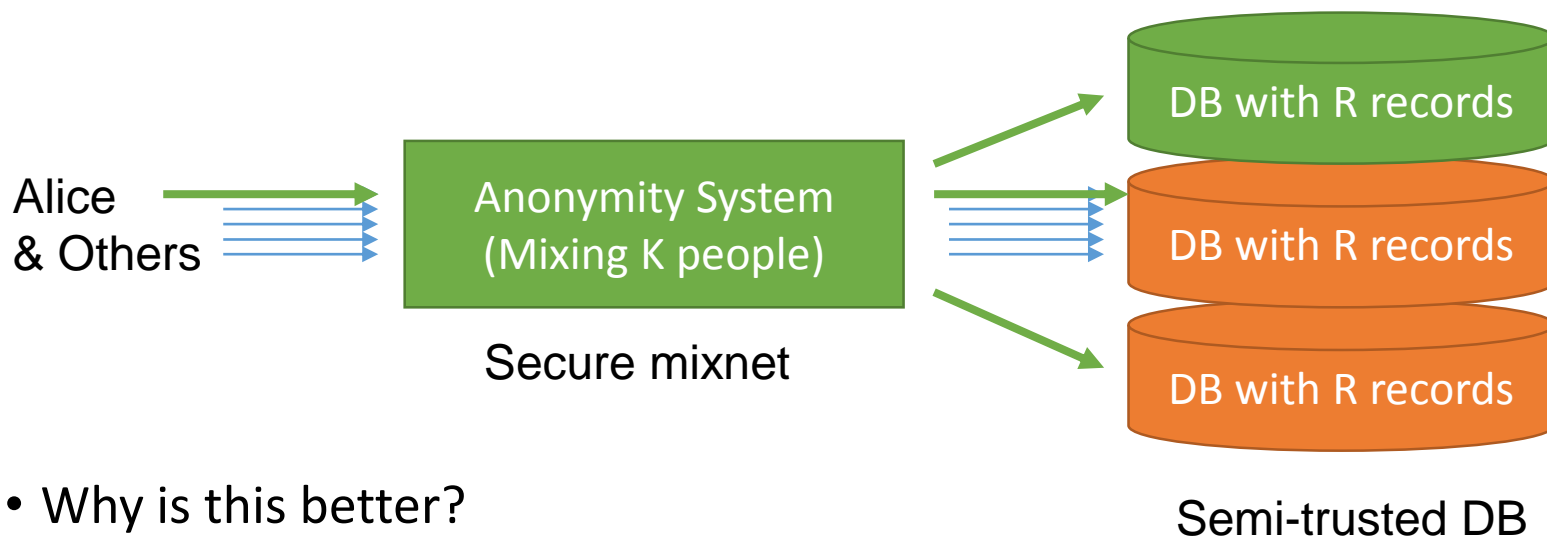 DB with R records
Alice
& Others
Anonymity System
(Mixing K people)
DB with R records
Secure mixnet
DB with R records
• Why is this better?
Semi-trusted DB